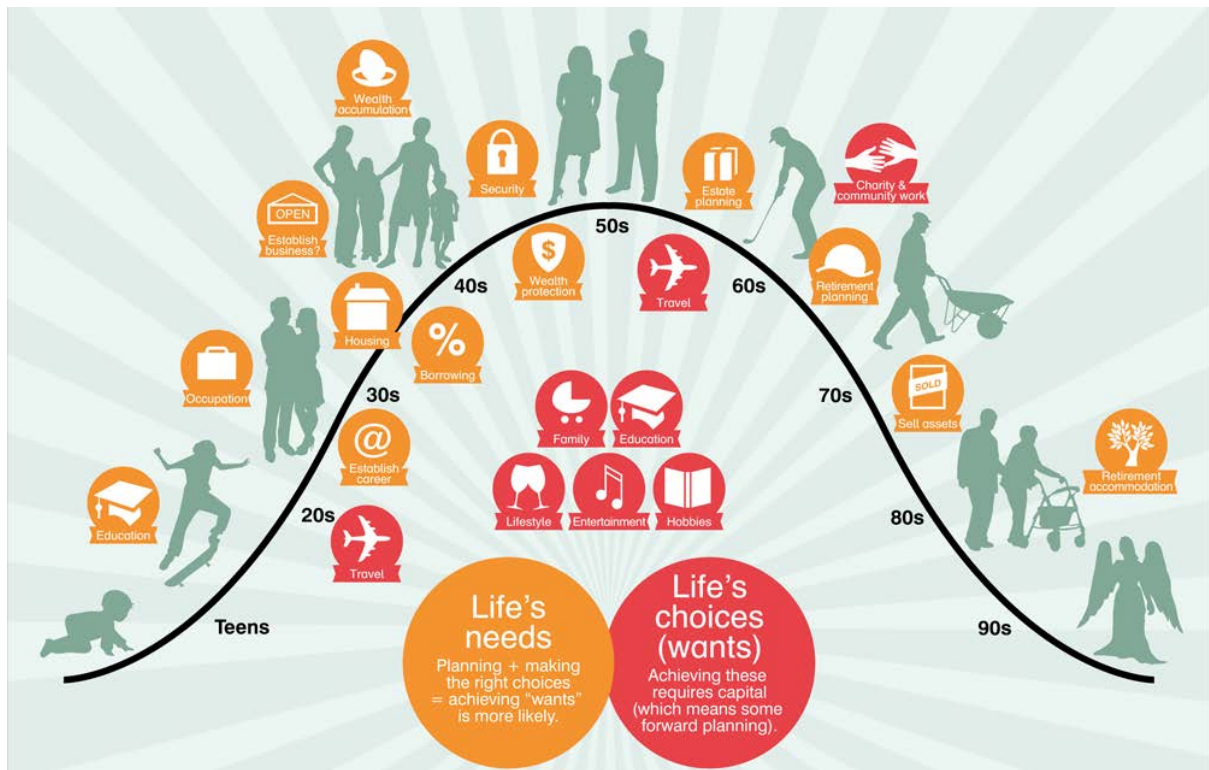 Wealth
accumulation
Security
Estate
planning
Charity &
community work
OPEN
Establish
business?
50s
$
Wealth
protection
Travel
40s
60s
Retirement
planning
Housing
%
Borrowing
Occupation
30s
70s
SOLD
Sell assets
@
Establish
career
Family
Education
Retirement
accommodation
Education
20s
Lifestyle
Entertainment
Hobbies
80s
Travel
Teens
90s
Life's
needs
Planning + making
the right choices
= achieving "wants"
is more likely.
Life's
choices
(wants)
Achieving these
requires capital
(which means some
forward planning).